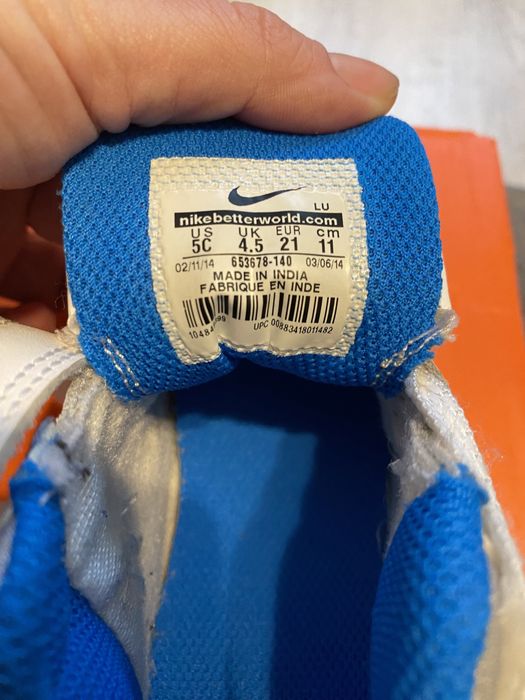 LU
nikebetterworld.com
US UK EUR cm
5C 4.5 21 11
02/11/14 653678-140 03/06/14
MADE IN INDIA
FABRIQUE EN INDE
UPC 00883418011482